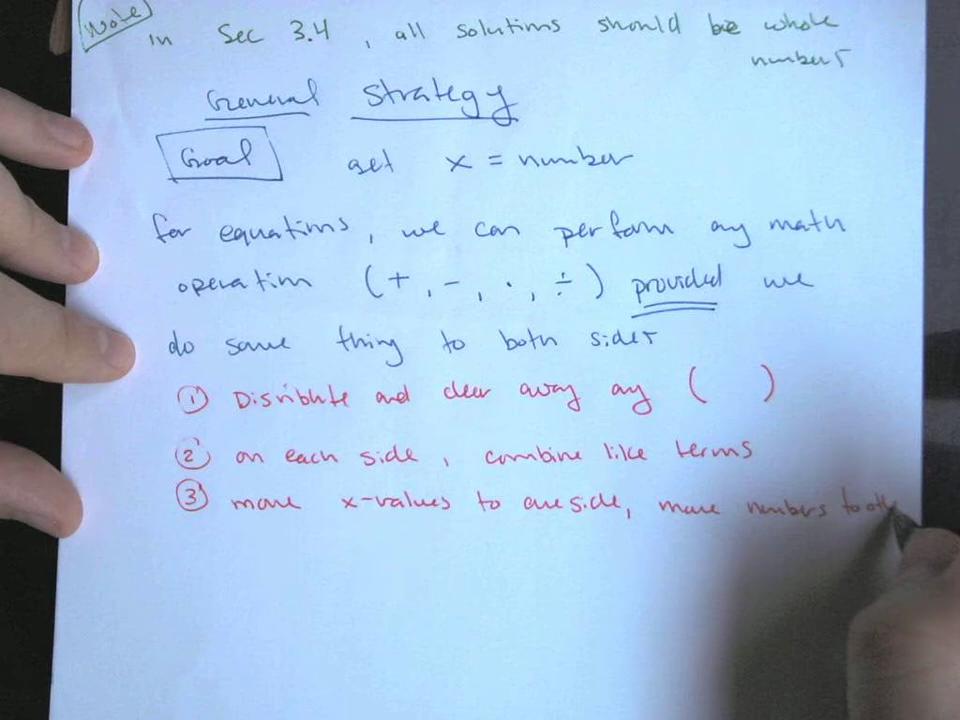 Note
in Sec 3.4, all solutions should be whole
numbers
General Strategy
Goal get x = number
for equations, we can perform any math
operation (+, -, ·, ÷) provided we
do same thing to both sides
① Disribute and clear away any ( )
② on each side, combine like terms
③ move x-values to one side, move numbers to oth